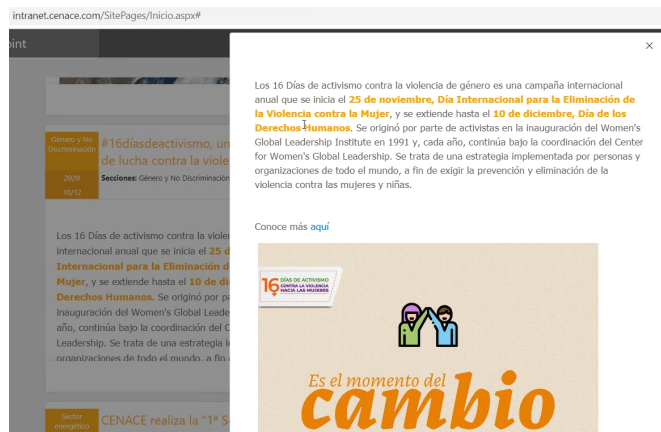 intranet.cenace.com/SitePages/Inicio.aspx#
oint
×
Género y No
Discriminación
2020
10/12
#16díasdeactivismo, un
de lucha contra la viole
Secciones: Género y No Discriminación
Los 16 Días de activismo contra la violen
internacional anual que se inicia el 25 d
Internacional para la Eliminación d
Mujer, y se extiende hasta el 10 de di
Derechos Humanos. Se originó por pa
inauguración del Women's Global Leade
año, continúa bajo la coordinación del C
Leadership. Se trata de una estrategia i
organizaciones de todo el mundo, a fin
Sector
energético
CENACE realiza la "1ª S
Los 16 Días de activismo contra la violencia de género es una campaña internacional
anual que se inicia el 25 de noviembre, Día Internacional para la Eliminación de
la Violencia contra la Mujer, y se extiende hasta el 10 de diciembre, Día de los
Derechos Humanos. Se originó por parte de activistas en la inauguración del Women's
Global Leadership Institute en 1991 y, cada año, continúa bajo la coordinación del Center
for Women's Global Leadership. Se trata de una estrategia implementada por personas y
organizaciones de todo el mundo, a fin de exigir la prevención y eliminación de la
violencia contra las mujeres y niñas.
Conoce más aquí
16 DÍAS DE ACTIVISMO
CONTRA LA VIOLENCIA
HACIA LAS MUJERES
Es el momento del
cambio